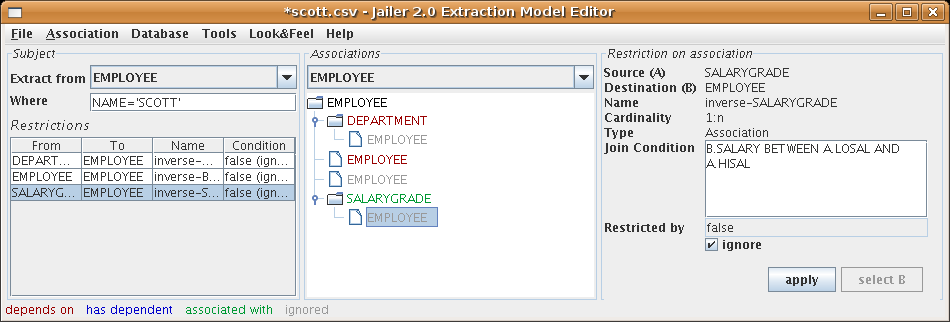 *scott.csv - Jailer 2.0 Extraction Model Editor
File Association Database Tools Look&Feel Help
Subject
Extract from EMPLOYEE
Where NAME='SCOTT'
Restrictions
From To Name Condition
DEPART... EMPLOYEE inverse-... false (ign...
EMPLOYEE EMPLOYEE inverse-B... false (ign...
SALARYG... EMPLOYEE inverse-S... false (ign...
Associations
EMPLOYEE
EMPLOYEE
DEPARTMENT
EMPLOYEE
EMPLOYEE
EMPLOYEE
SALARYGRADE
EMPLOYEE
Restriction on association
Source (A) SALARYGRADE
Destination (B) EMPLOYEE
Name inverse-SALARYGRADE
Cardinality 1:n
Type Association
Join Condition B.SALARY BETWEEN A.LOSAL AND
A.HISAL
Restricted by false
ignore
apply select B
depends on has dependent associated with ignored